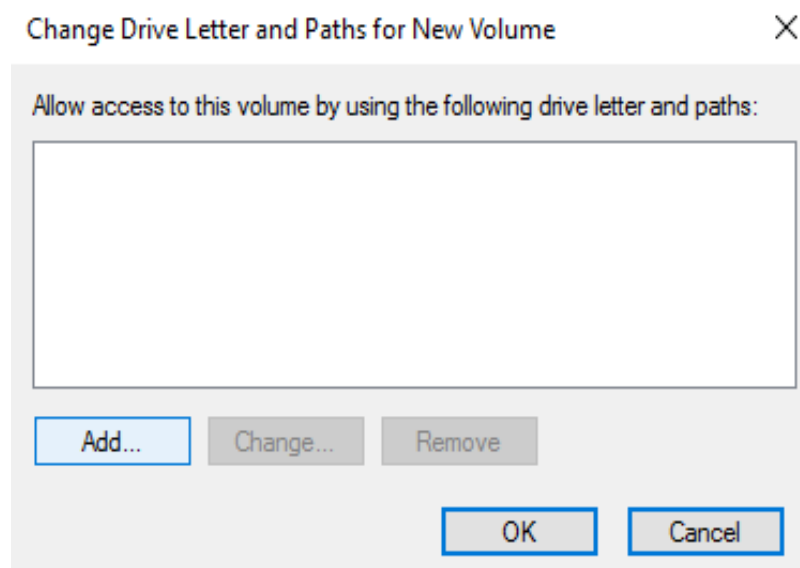 Change Drive Letter and Paths for New Volume
Allow access to this volume by using the following drive letter and paths:
Add... Change... Remove
OK Cancel